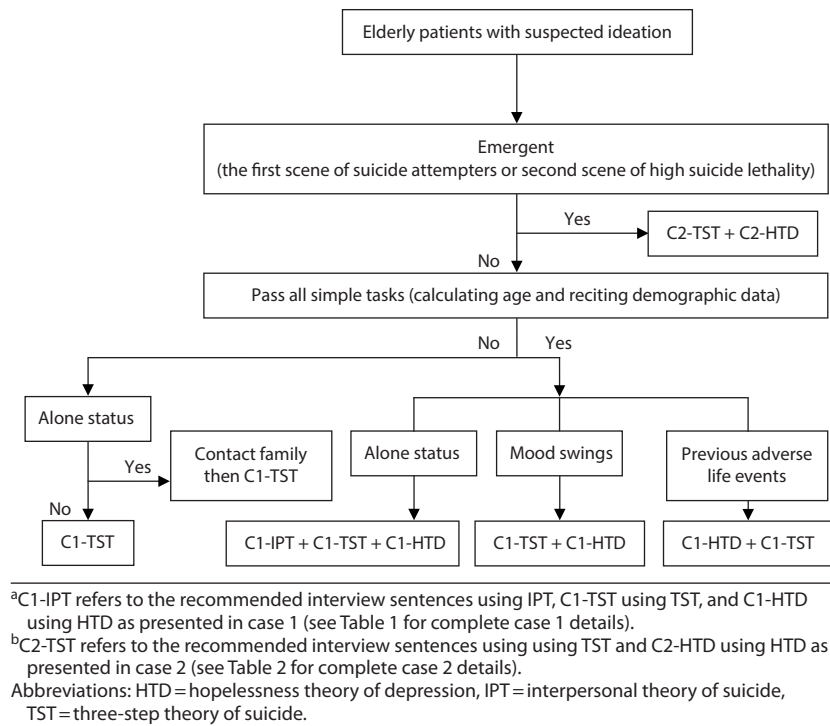 Elderly patients with suspected ideation
Emergent
(the first scene of suicide attempters or second scene of high suicide lethality)
Yes
C2-TST + C2-HTD
No
Pass all simple tasks (calculating age and reciting demographic data)
No
Yes
Alone status
Yes
Contact family
then C1-TST
No
C1-TST
Alone status
Mood swings
Previous adverse
life events
C1-IPT + C1-TST + C1-HTD
C1-TST + C1-HTD
C1-HTD + C1-TST
aC1-IPT refers to the recommended interview sentences using IPT, C1-TST using TST, and C1-HTD
using HTD as presented in case 1 (see Table 1 for complete case 1 details).
bC2-TST refers to the recommended interview sentences using using TST and C2-HTD using HTD as
presented in case 2 (see Table 2 for complete case 2 details).
Abbreviations: HTD = hopelessness theory of depression, IPT = interpersonal theory of suicide,
TST = three-step theory of suicide.